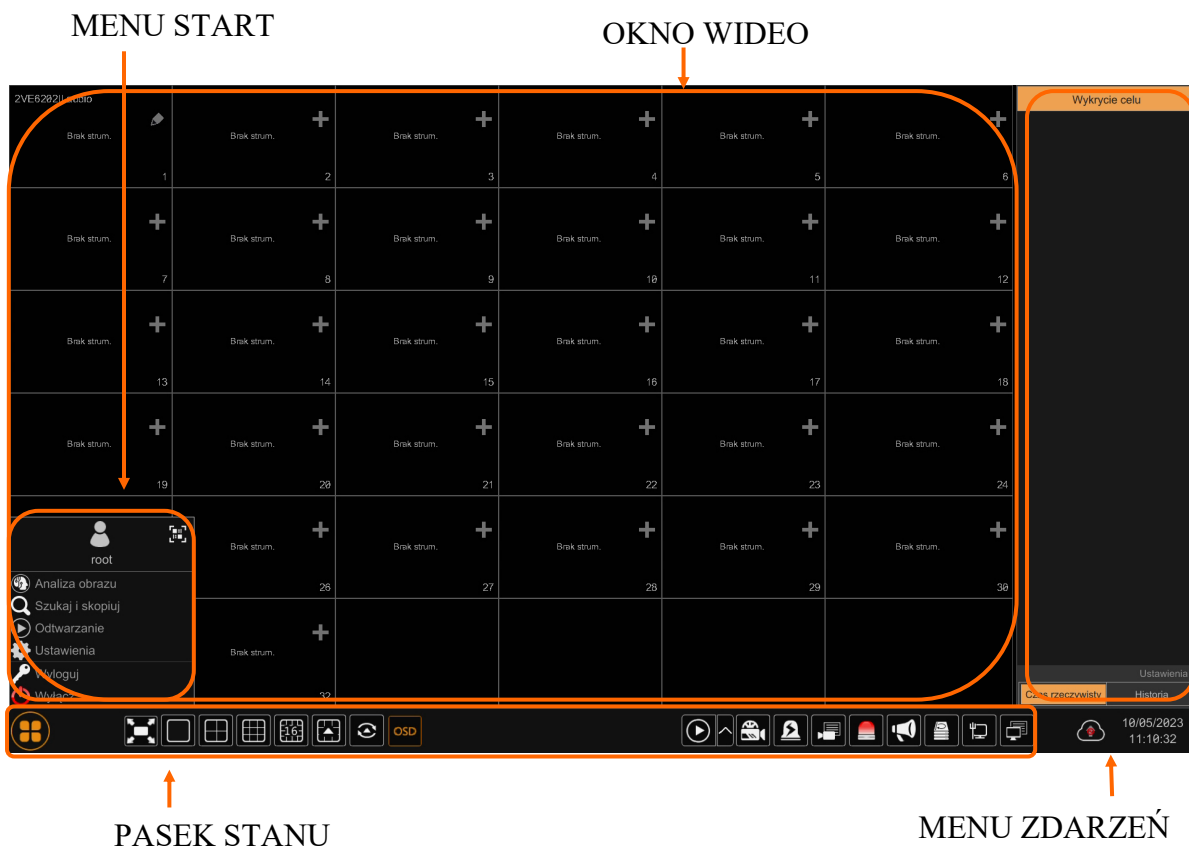 MENU START
OKNO WIDEO
Wykrycie celu
Brak strum.
1
Brak strum.
2
Brak strum.
3
Brak strum.
4
Brak strum.
5
Brak strum.
6
Brak strum.
7
Brak strum.
8
Brak strum.
9
Brak strum.
10
Brak strum.
11
Brak strum.
12
Brak strum.
13
Brak strum.
14
Brak strum.
15
Brak strum.
16
Brak strum.
17
Brak strum.
18
Brak strum.
19
Brak strum.
20
Brak strum.
21
Brak strum.
22
Brak strum.
23
Brak strum.
24
root
Analiza obrazu
Szukaj i skopiuj
Odtwarzanie
Ustawienia
Wyloguj
Wyłącz
Brak strum.
26
Brak strum.
27
Brak strum.
28
Brak strum.
29
Brak strum.
30
Brak strum.
32
Ustawienia
Czas rzeczywisty
Historia
16
OSD
10/05/2023
11:10:32
PASEK STANU
MENU ZDARZEŃ